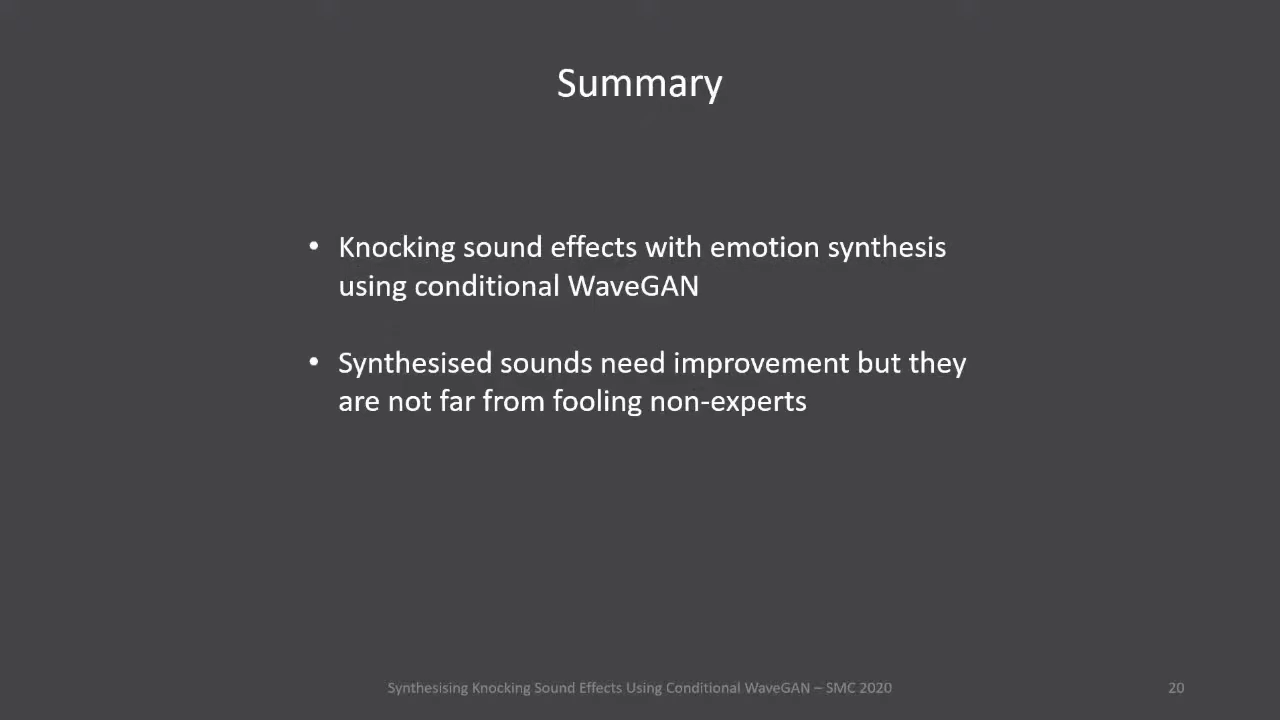 Summary
• Knocking sound effects with emotion synthesis
using conditional WaveGAN
• Synthesised sounds need improvement but they
are not far from fooling non-experts
Synthesising Knocking Sound Effects Using Conditional WaveGAN – SMC 2020
20